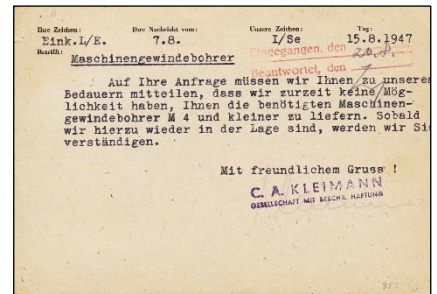 Ihre Zeichen: Ihre Nachricht vom: Unsere Zeichen: Tag:
Eink.L/E. 7.8. I/Se 15.8.1947
Betrifft: Maschinengewindebohrer
Eingegangen, den 20.8.
Beantwortet, den
Auf Ihre Anfrage müssen wir Ihnen zu unserem
Bedauern mitteilen, dass wir zurzeit keine Mög-
lichkeit haben, Ihnen die benötigten Maschinen-
gewindebohrer M 4 und kleiner zu liefern. Sobald
wir hierzu wieder in der Lage sind, werden wir Sie
verständigen.
Mit freundlichem Gruss !
C. A. KLEIMANN
GESELLSCHAFT MIT BESCHR. HAFTUNG